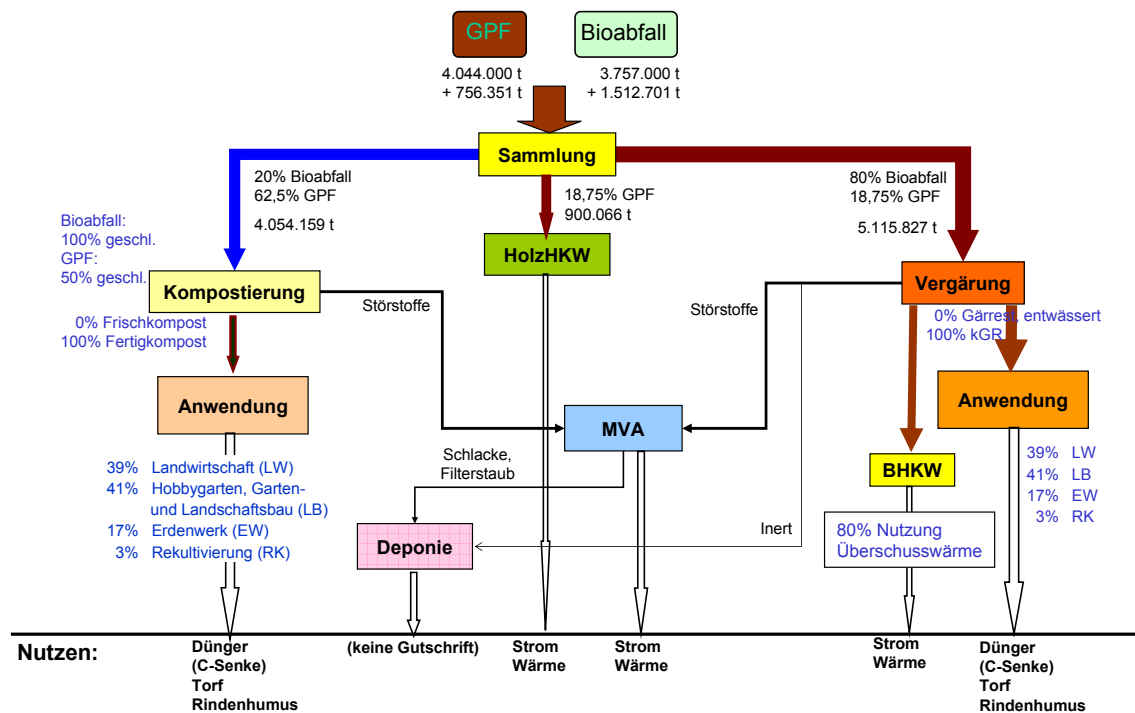 GPF
Bioabfall
4.044.000 t
+ 756.351 t
3.757.000 t
+ 1.512.701 t
Sammlung
20% Bioabfall
62,5% GPF
4.054.159 t
18,75% GPF
900.066 t
80% Bioabfall
18,75% GPF
5.115.827 t
Bioabfall:
100% geschl.
GPF:
50% geschl.
HolzHKW
Kompostierung
Vergärung
Störstoffe
Störstoffe
0% Frischkompost
100% Fertigkompost
0% Gärrest, entwässert
100% kGR
Anwendung
MVA
Anwendung
Schlacke,
Filterstaub
BHKW
39% Landwirtschaft (LW)
41% Hobbygarten, Garten-
und Landschaftsbau (LB)
17% Erdenwerk (EW)
3% Rekultivierung (RK)
39% LW
41% LB
17% EW
3% RK
Deponie
Inert
80% Nutzung
Überschusswärme
Nutzen:
Dünger
(C-Senke)
Torf
Rindenhumus
(keine Gutschrift)
Strom
Wärme
Strom
Wärme
Strom
Wärme
Dünger
(C-Senke)
Torf
Rindenhumus